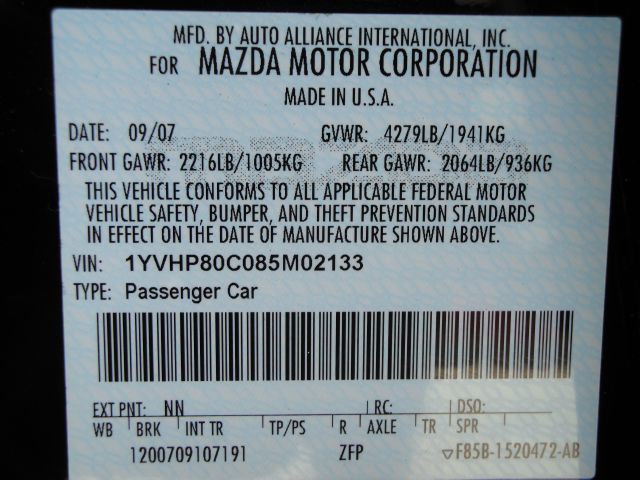 MFD. BY AUTO ALLIANCE INTERNATIONAL, INC.
FOR MAZDA MOTOR CORPORATION
MADE IN U.S.A.
DATE: 09/07 GVWR: 4279LB/1941KG
FRONT GAWR: 2216LB/1005KG REAR GAWR: 2064LB/936KG
THIS VEHICLE CONFORMS TO ALL APPLICABLE FEDERAL MOTOR
VEHICLE SAFETY, BUMPER, AND THEFT PREVENTION STANDARDS
IN EFFECT ON THE DATE OF MANUFACTURE SHOWN ABOVE.
VIN: 1YVHP80C085M02133
TYPE: Passenger Car
EXT PNT: NN RC: DSO:
WB BRK INT TR TP/PS R AXLE TR SPR
1200709107191 ZFP ▽F85B-1520472-AB